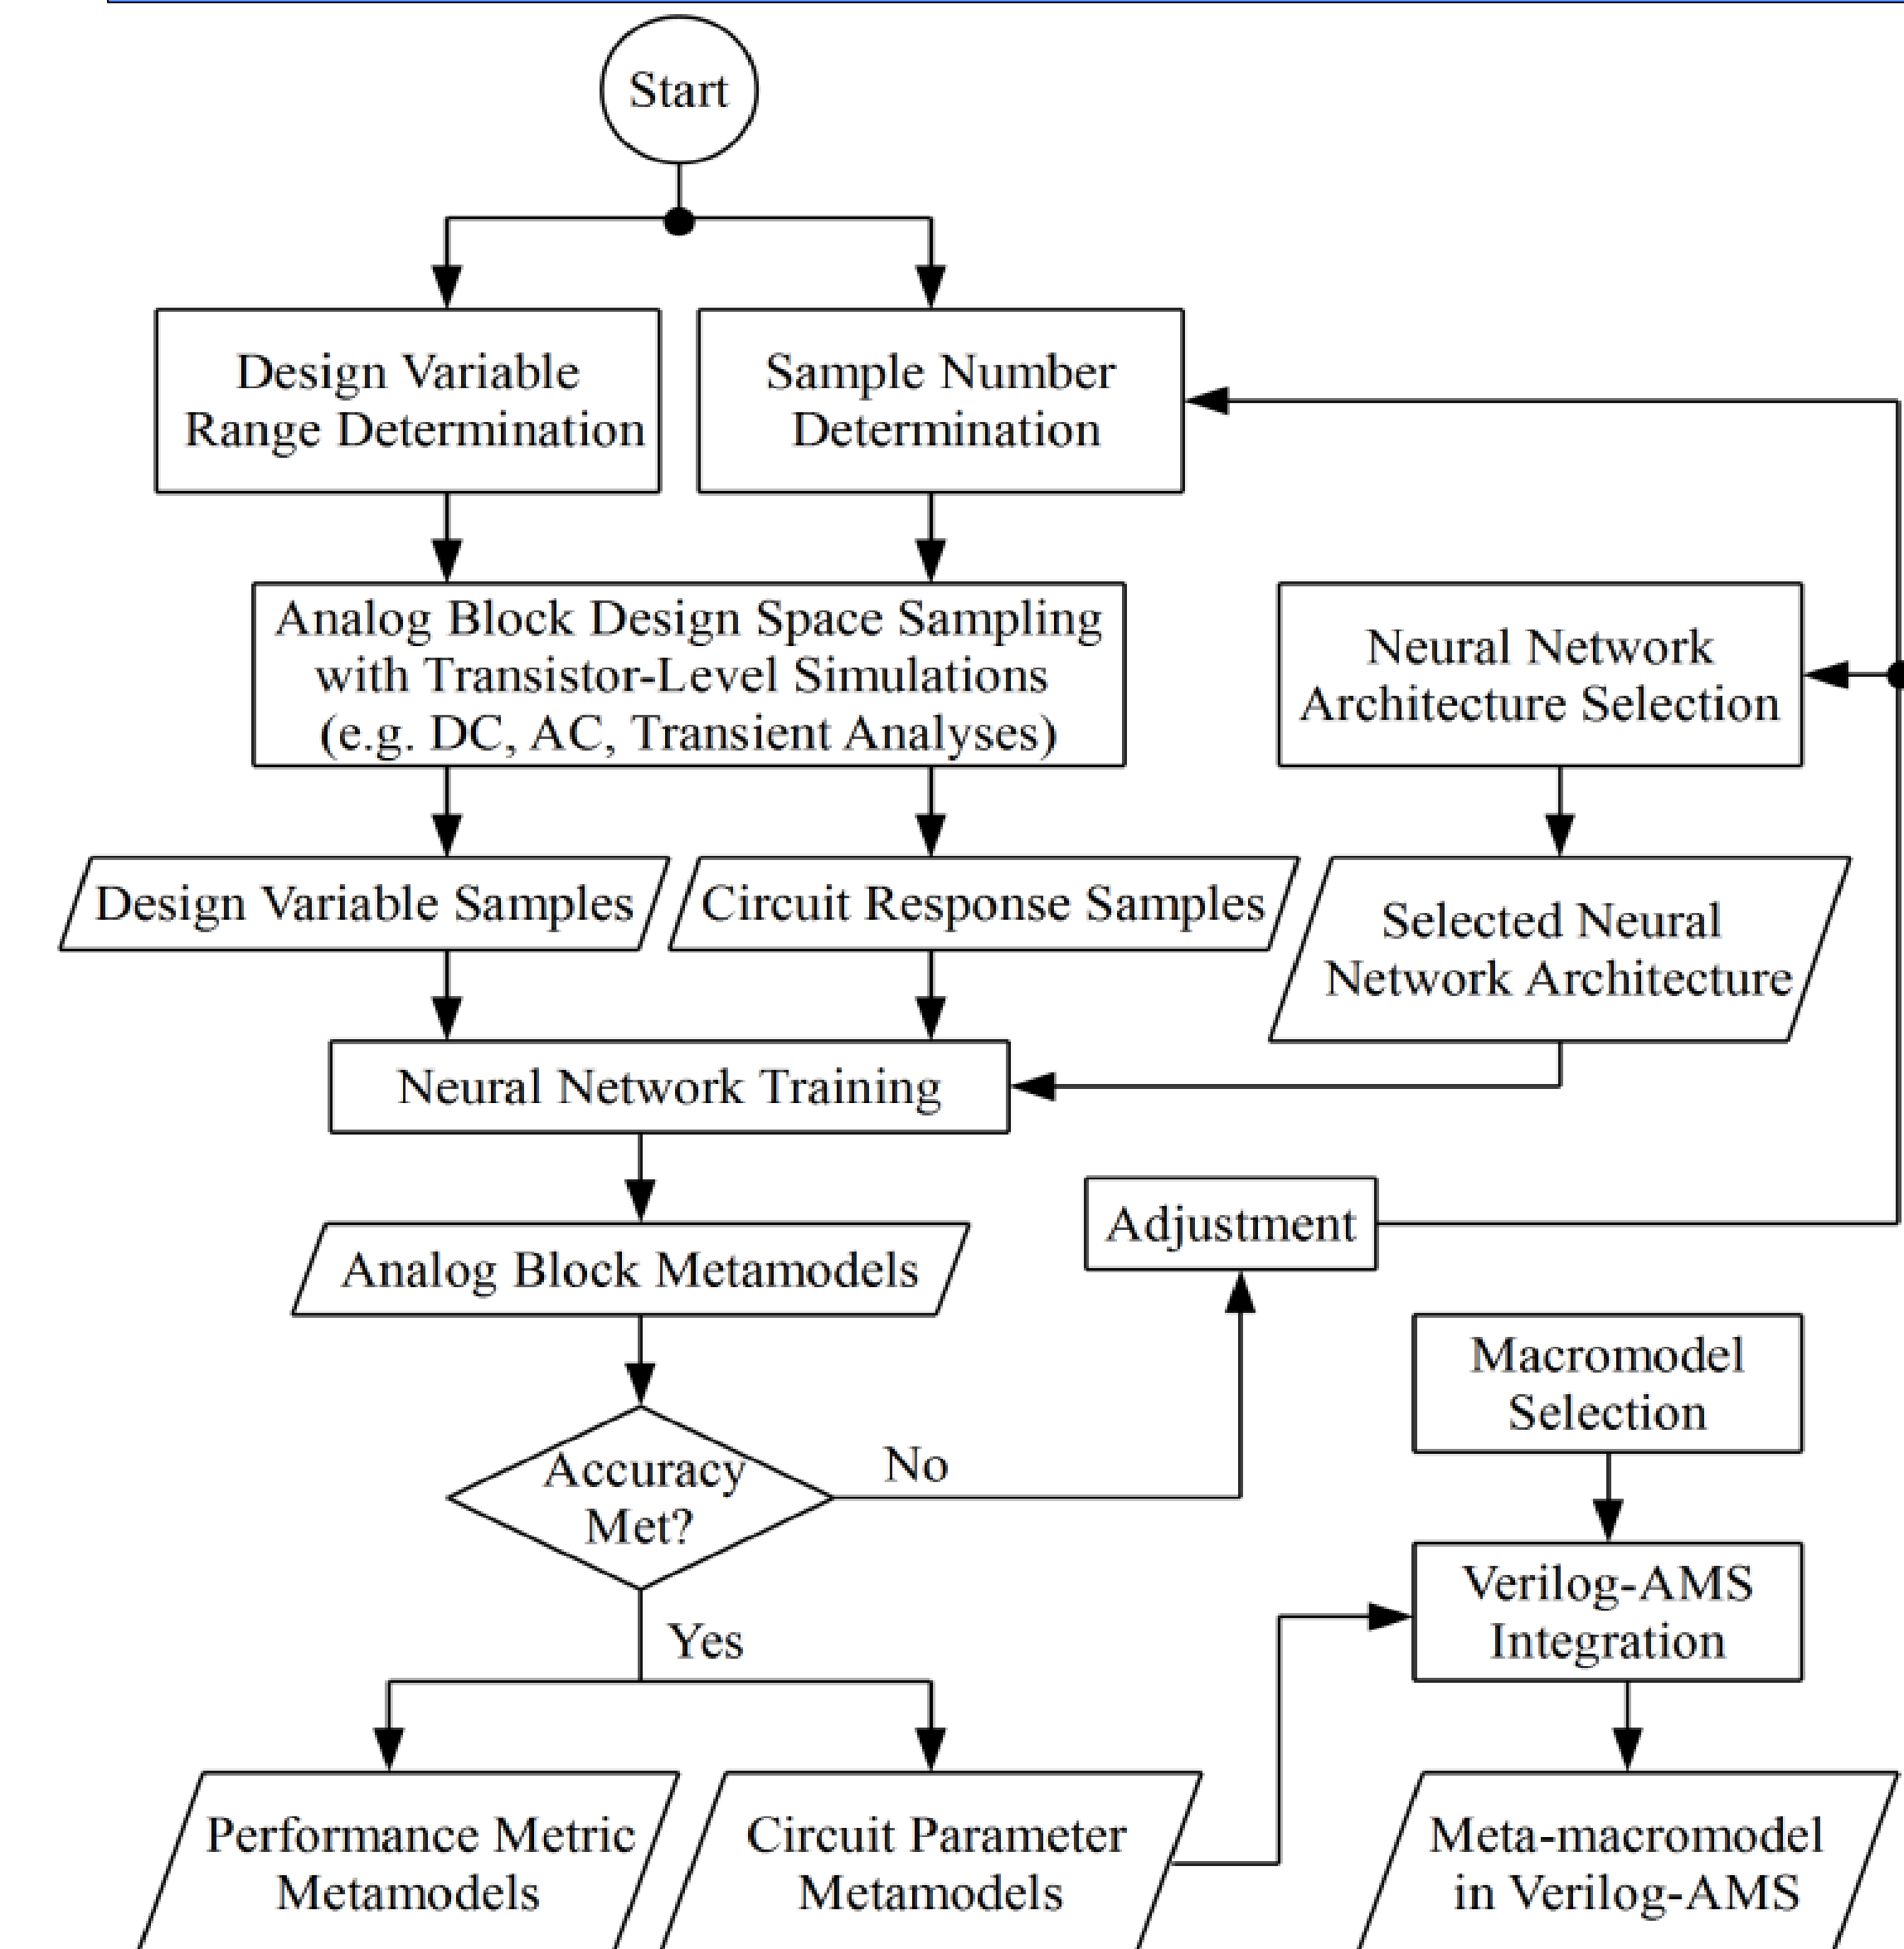 Start
Design Variable
Range Determination
Sample Number
Determination
Analog Block Design Space Sampling
with Transistor-Level Simulations
(e.g. DC, AC, Transient Analyses)
Neural Network
Architecture Selection
Design Variable Samples
Circuit Response Samples
Selected Neural
Network Architecture
Neural Network Training
Adjustment
Analog Block Metamodels
Macromodel
Selection
Accuracy
Met?
No
Yes
Verilog-AMS
Integration
Performance Metric
Metamodels
Circuit Parameter
Metamodels
Meta-macromodel
in Verilog-AMS